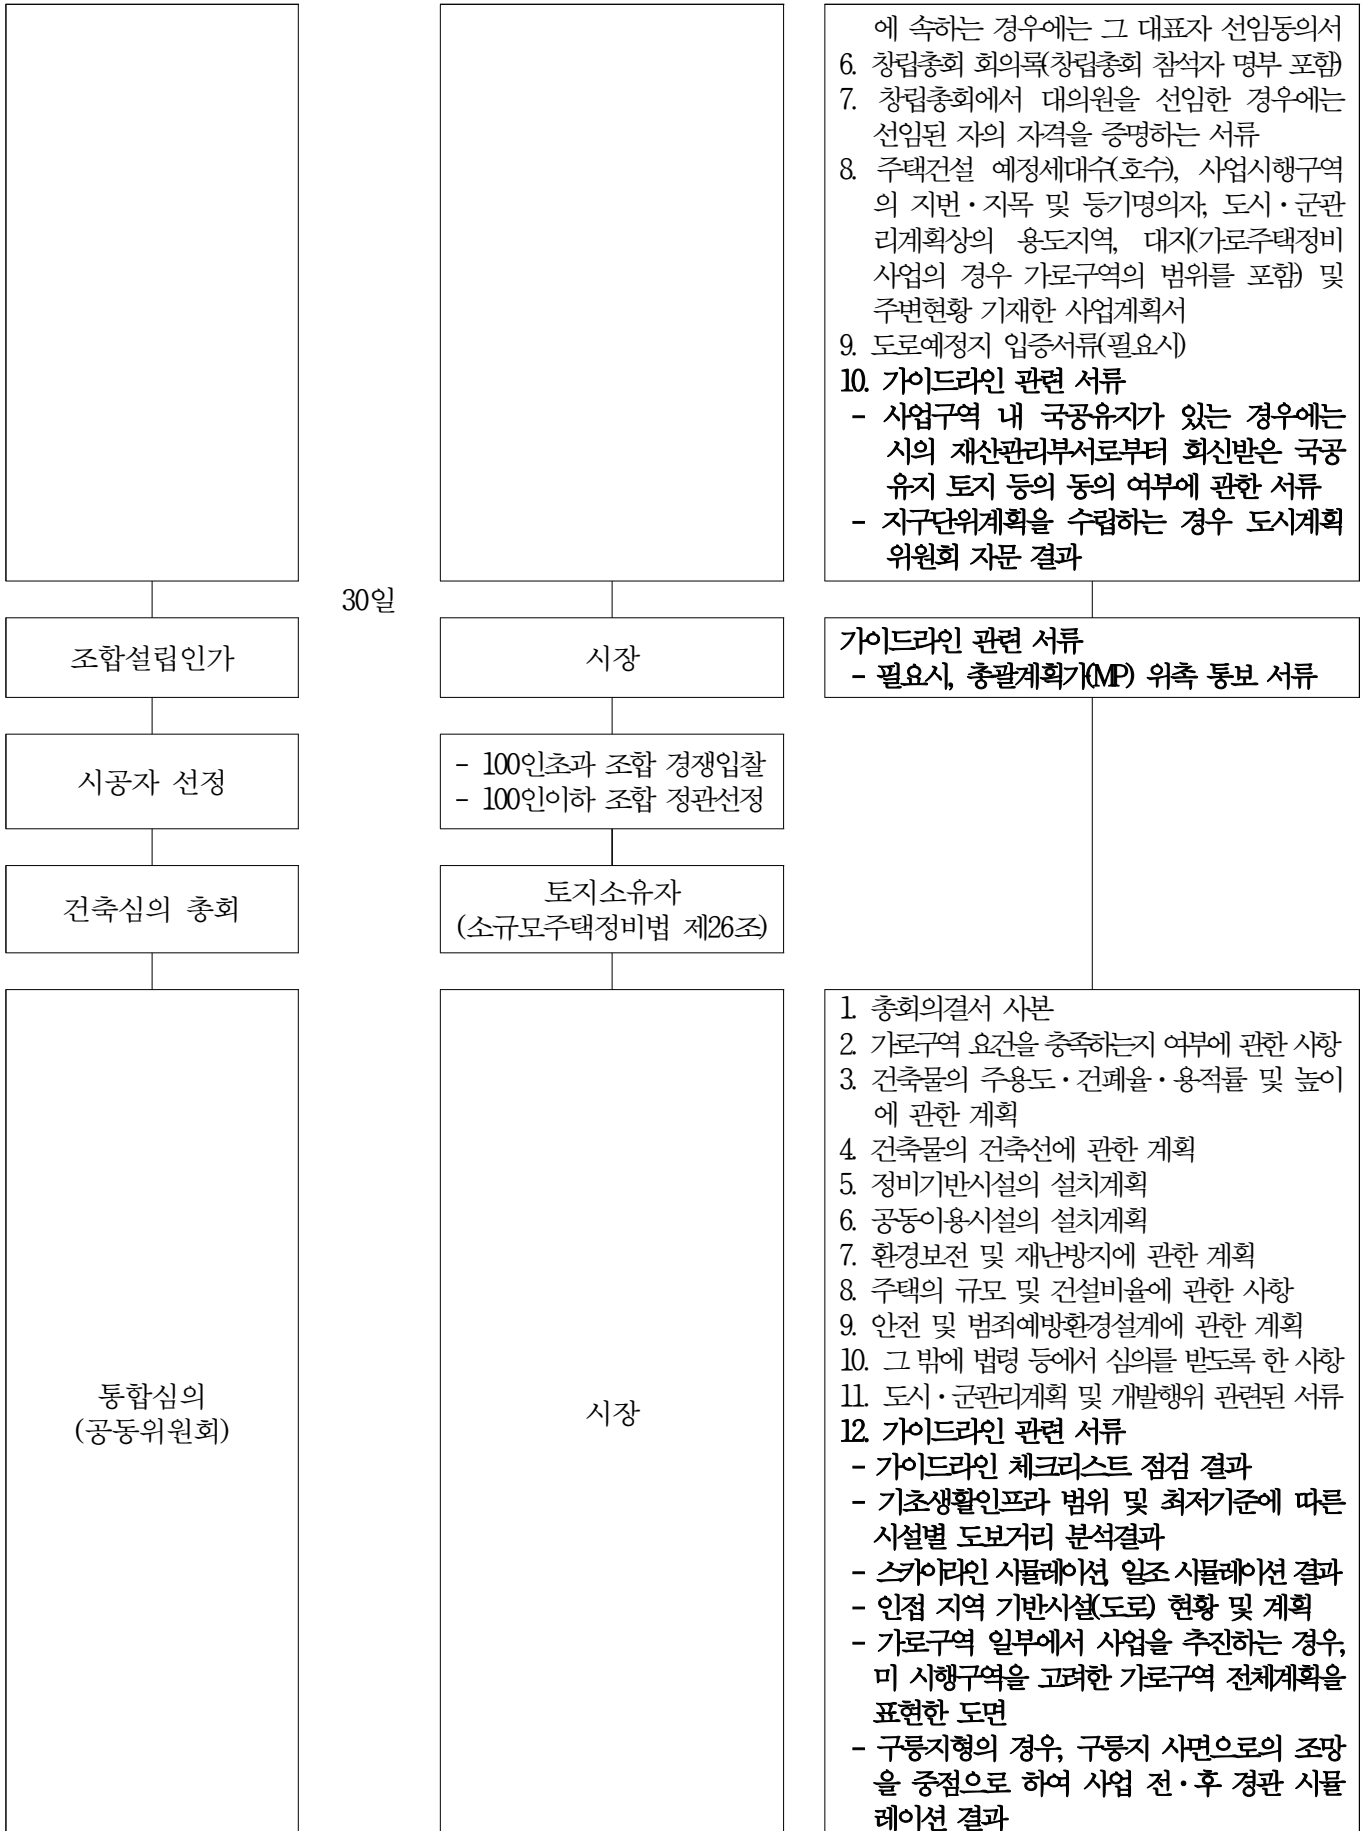 에 속하는 경우에는 그 대표자 선임동의서
6. 창립총회 회의록(창립총회 참석자 명부 포함)
7. 창립총회에서 대의원을 선임한 경우에는
선임된 자의 자격을 증명하는 서류
8. 주택건설 예정세대수(호수), 사업시행구역
의 지번·지목 및 등기명의자, 도시·군관
리계획상의 용도지역, 대지(가로주택정비
사업의 경우 가로구역의 범위를 포함) 및
주변현황 기재한 사업계획서
9. 도로예정지 입증서류(필요시)
10. 가이드라인 관련 서류
- 사업구역 내 국공유지가 있는 경우에는
시의 재산관리부서로부터 회신받은 국공
유지 토지 등의 동의 여부에 관한 서류
- 지구단위계획을 수립하는 경우 도시계획
위원회 자문 결과
30일
조합설립인가
시장
가이드라인 관련 서류
- 필요시, 총괄계획가(MP) 위촉 통보 서류
시공자 선정
- 100인초과 조합 경쟁입찰
- 100인이하 조합 정관선정
건축심의 총회
토지소유자
(소규모주택정비법 제26조)
통합심의
(공동위원회)
시장
1. 총회의결서 사본
2. 가로구역 요건을 충족하는지 여부에 관한 사항
3. 건축물의 주용도·건폐율·용적률 및 높이
에 관한 계획
4. 건축물의 건축선에 관한 계획
5. 정비기반시설의 설치계획
6. 공동이용시설의 설치계획
7. 환경보전 및 재난방지에 관한 계획
8. 주택의 규모 및 건설비율에 관한 사항
9. 안전 및 범죄예방환경설계에 관한 계획
10. 그 밖에 법령 등에서 심의를 받도록 한 사항
11. 도시·군관리계획 및 개발행위 관련된 서류
12. 가이드라인 관련 서류
- 가이드라인 체크리스트 점검 결과
- 기초생활인프라 범위 및 최저기준에 따른
시설별 도보거리 분석결과
- 스카이라인 시뮬레이션, 일조 시뮬레이션 결과
- 인접 지역 기반시설(도로) 현황 및 계획
- 가로구역 일부에서 사업을 추진하는 경우,
미 시행구역을 고려한 가로구역 전체계획을
표현한 도면
- 구릉지형의 경우, 구릉지 사면으로의 조망
을 중점으로 하여 사업 전·후 경관 시뮬
레이션 결과